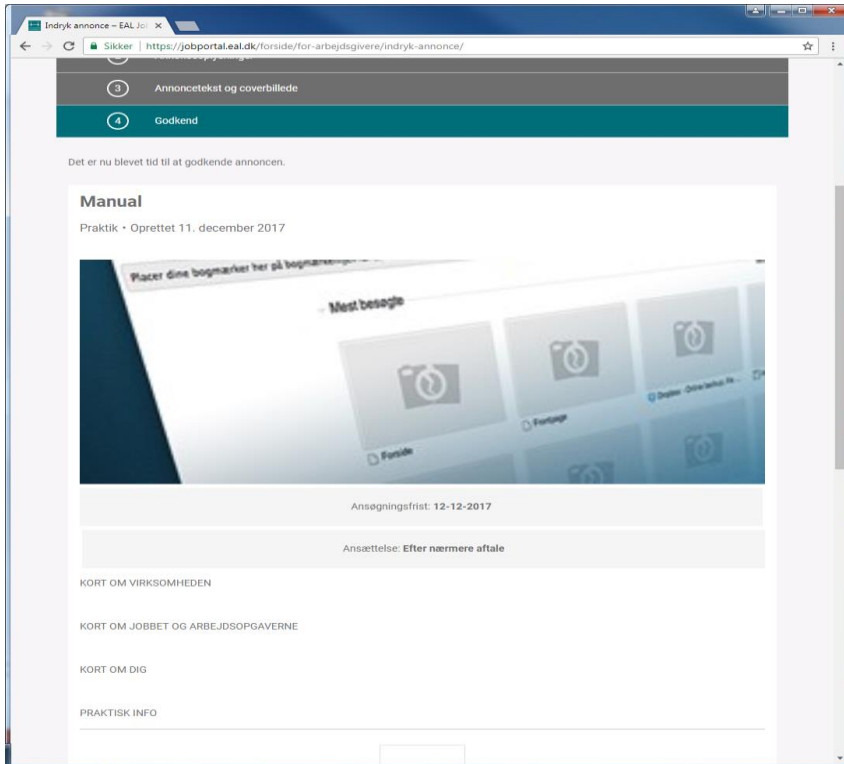 Indryk annonce – EAL Jo
Sikker | https://jobportal.eal.dk/forside/for-arbejdsgivere/indryk-annonce/
3 Annoncetekst og coverbillede
4 Godkend
Det er nu blevet tid til at godkende annoncen.
Manual
Praktik • Oprettet 11. december 2017
Placer dine bogmærker her på
Mest besøgte
Forside
Frontpage
Ansøgningsfrist: 12-12-2017
Ansættelse: Efter nærmere aftale
KORT OM VIRKSOMHEDEN
KORT OM JOBBET OG ARBEJDSOPGAVERNE
KORT OM DIG
PRAKTISK INFO